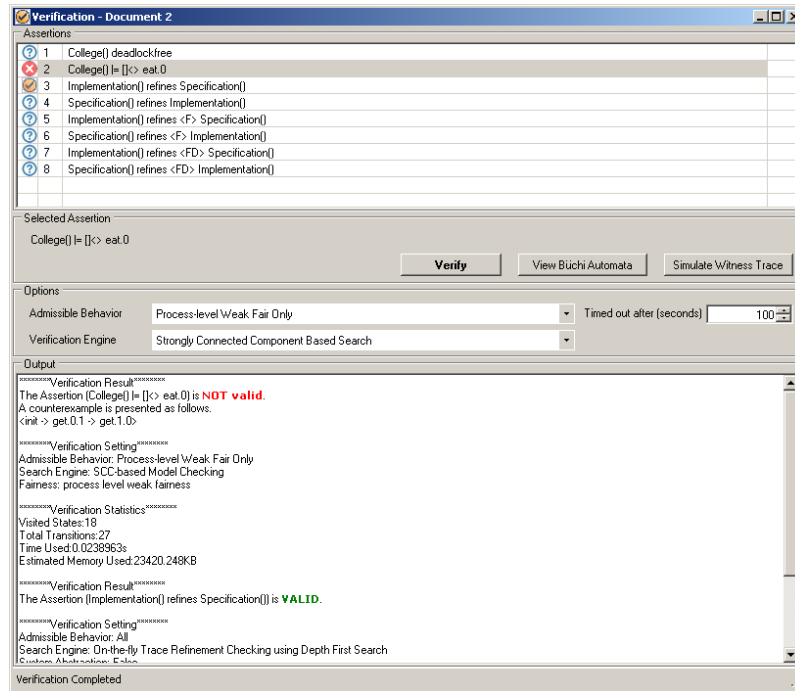 Verification - Document 2
Assertions
1 College() deadlockfree
2 College() |= []<> eat.0
3 Implementation() refines Specification()
4 Specification() refines Implementation()
5 Implementation() refines <F> Specification()
6 Specification() refines <F> Implementation()
7 Implementation() refines <FD> Specification()
8 Specification() refines <FD> Implementation()
Selected Assertion
College() |= []<> eat.0
Verify View Büchi Automata Simulate Witness Trace
Options
Admissible Behavior Process-level Weak Fair Only Timed out after (seconds) 100
Verification Engine Strongly Connected Component Based Search
Output
********Verification Result********
The Assertion (College() |= []<> eat.0) is NOT valid.
A counterexample is presented as follows.
<init -> get.0.1 -> get.1.0>
********Verification Setting********
Admissible Behavior: Process-level Weak Fair Only
Search Engine: SCC-based Model Checking
Fairness: process level weak fairness
********Verification Statistics********
Visited States:18
Total Transitions:27
Time Used:0.0238963s
Estimated Memory Used:23420.248KB
********Verification Result********
The Assertion (Implementation() refines Specification()) is VALID.
********Verification Setting********
Admissible Behavior: All
Search Engine: On-the-fly Trace Refinement Checking using Depth First Search
System Abstraction: False
Verification Completed